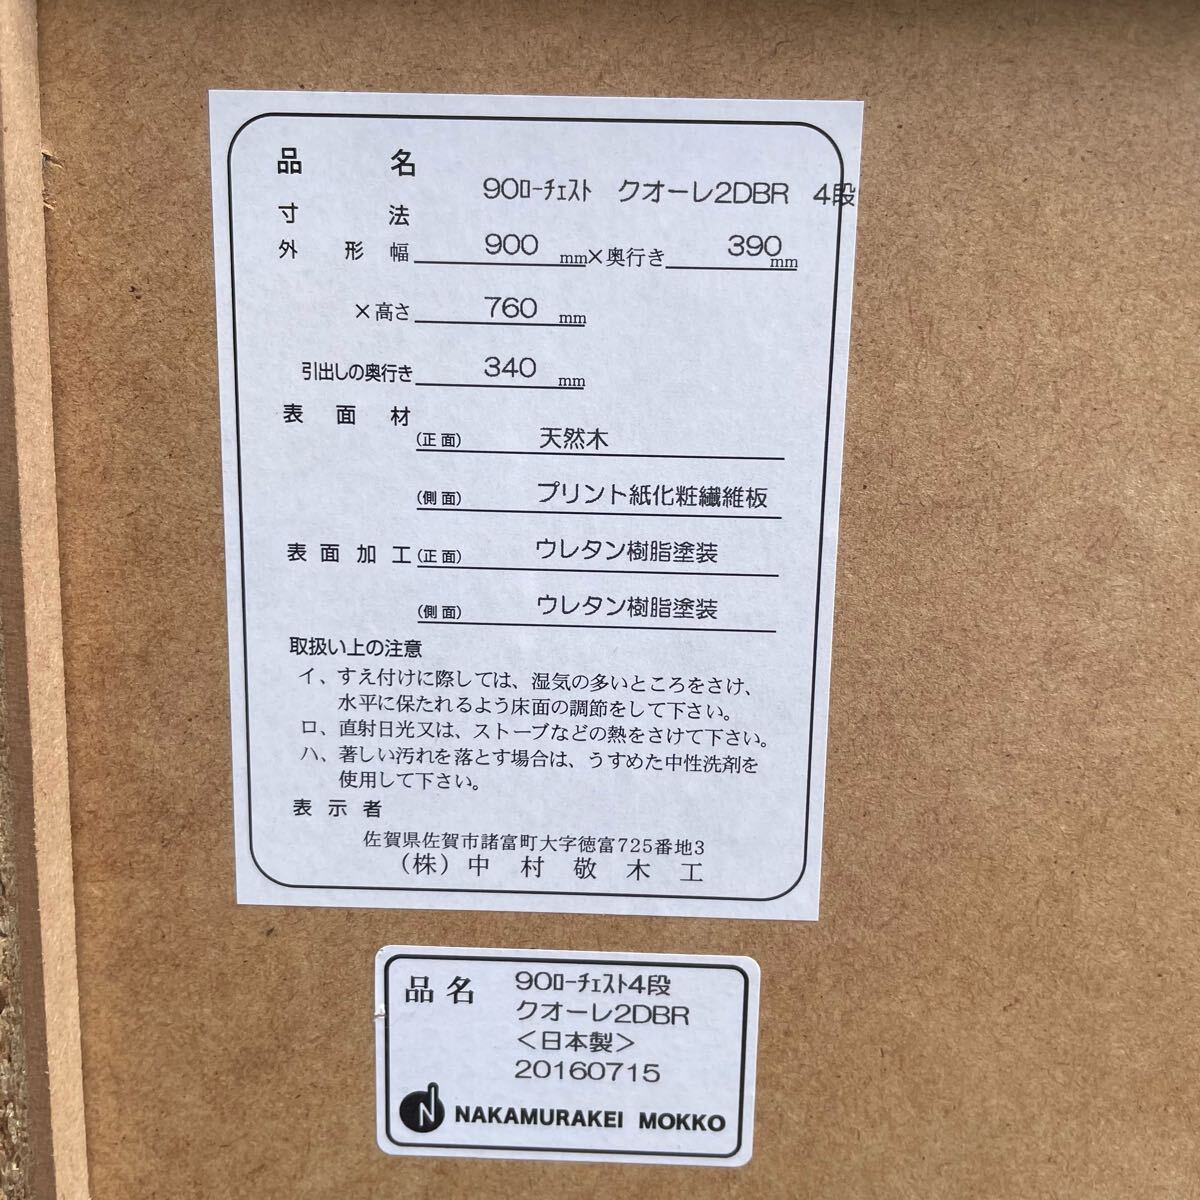 品名 90ﾛｰﾁｪｽﾄ クオーレ2DBR 4段
寸法
外形幅 900 mm×奥行き 390 mm
×高さ 760 mm
引出しの奥行き 340 mm
表面材 (正面) 天然木
(側面) プリント紙化粧繊維板
表面加工 (正面) ウレタン樹脂塗装
(側面) ウレタン樹脂塗装
取扱い上の注意
イ、すえ付けに際しては、湿気の多いところをさけ、
水平に保たれるよう床面の調節をして下さい。
ロ、直射日光又は、ストーブなどの熱をさけて下さい。
ハ、著しい汚れを落とす場合は、うすめた中性洗剤を
使用して下さい。
表示者
佐賀県佐賀市諸富町大字徳富725番地3
(株)中村敬木工
品名 90ﾛｰﾁｪｽﾄ4段
クオーレ2DBR
＜日本製＞
20160715
N NAKAMURAKEI MOKKO